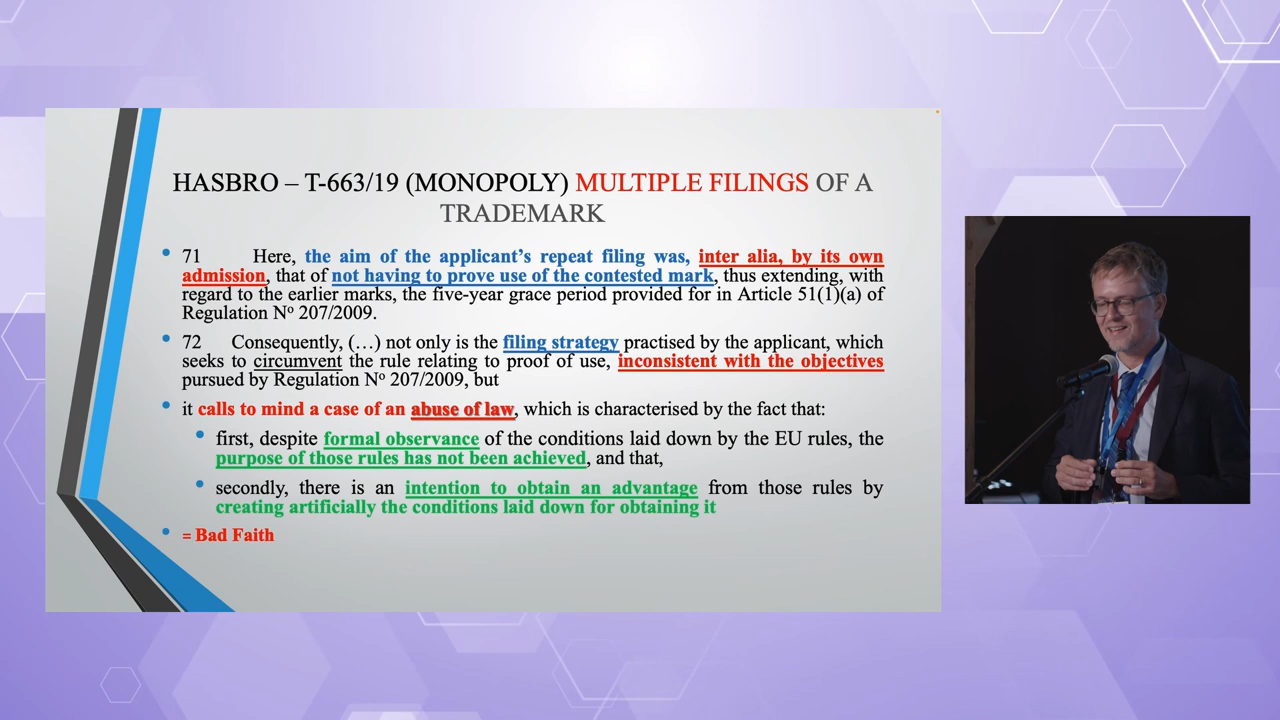 HASBRO – T-663/19 (MONOPOLY) MULTIPLE FILINGS OF A
TRADEMARK
• 71 Here, the aim of the applicant’s repeat filing was, inter alia, by its own
admission, that of not having to prove use of the contested mark, thus extending, with
regard to the earlier marks, the five-year grace period provided for in Article 51(1)(a) of
Regulation Nº 207/2009.
• 72 Consequently, (…) not only is the filing strategy practised by the applicant, which
seeks to circumvent the rule relating to proof of use, inconsistent with the objectives
pursued by Regulation Nº 207/2009, but
• it calls to mind a case of an abuse of law, which is characterised by the fact that:
• first, despite formal observance of the conditions laid down by the EU rules, the
purpose of those rules has not been achieved, and that,
• secondly, there is an intention to obtain an advantage from those rules by
creating artificially the conditions laid down for obtaining it
• = Bad Faith